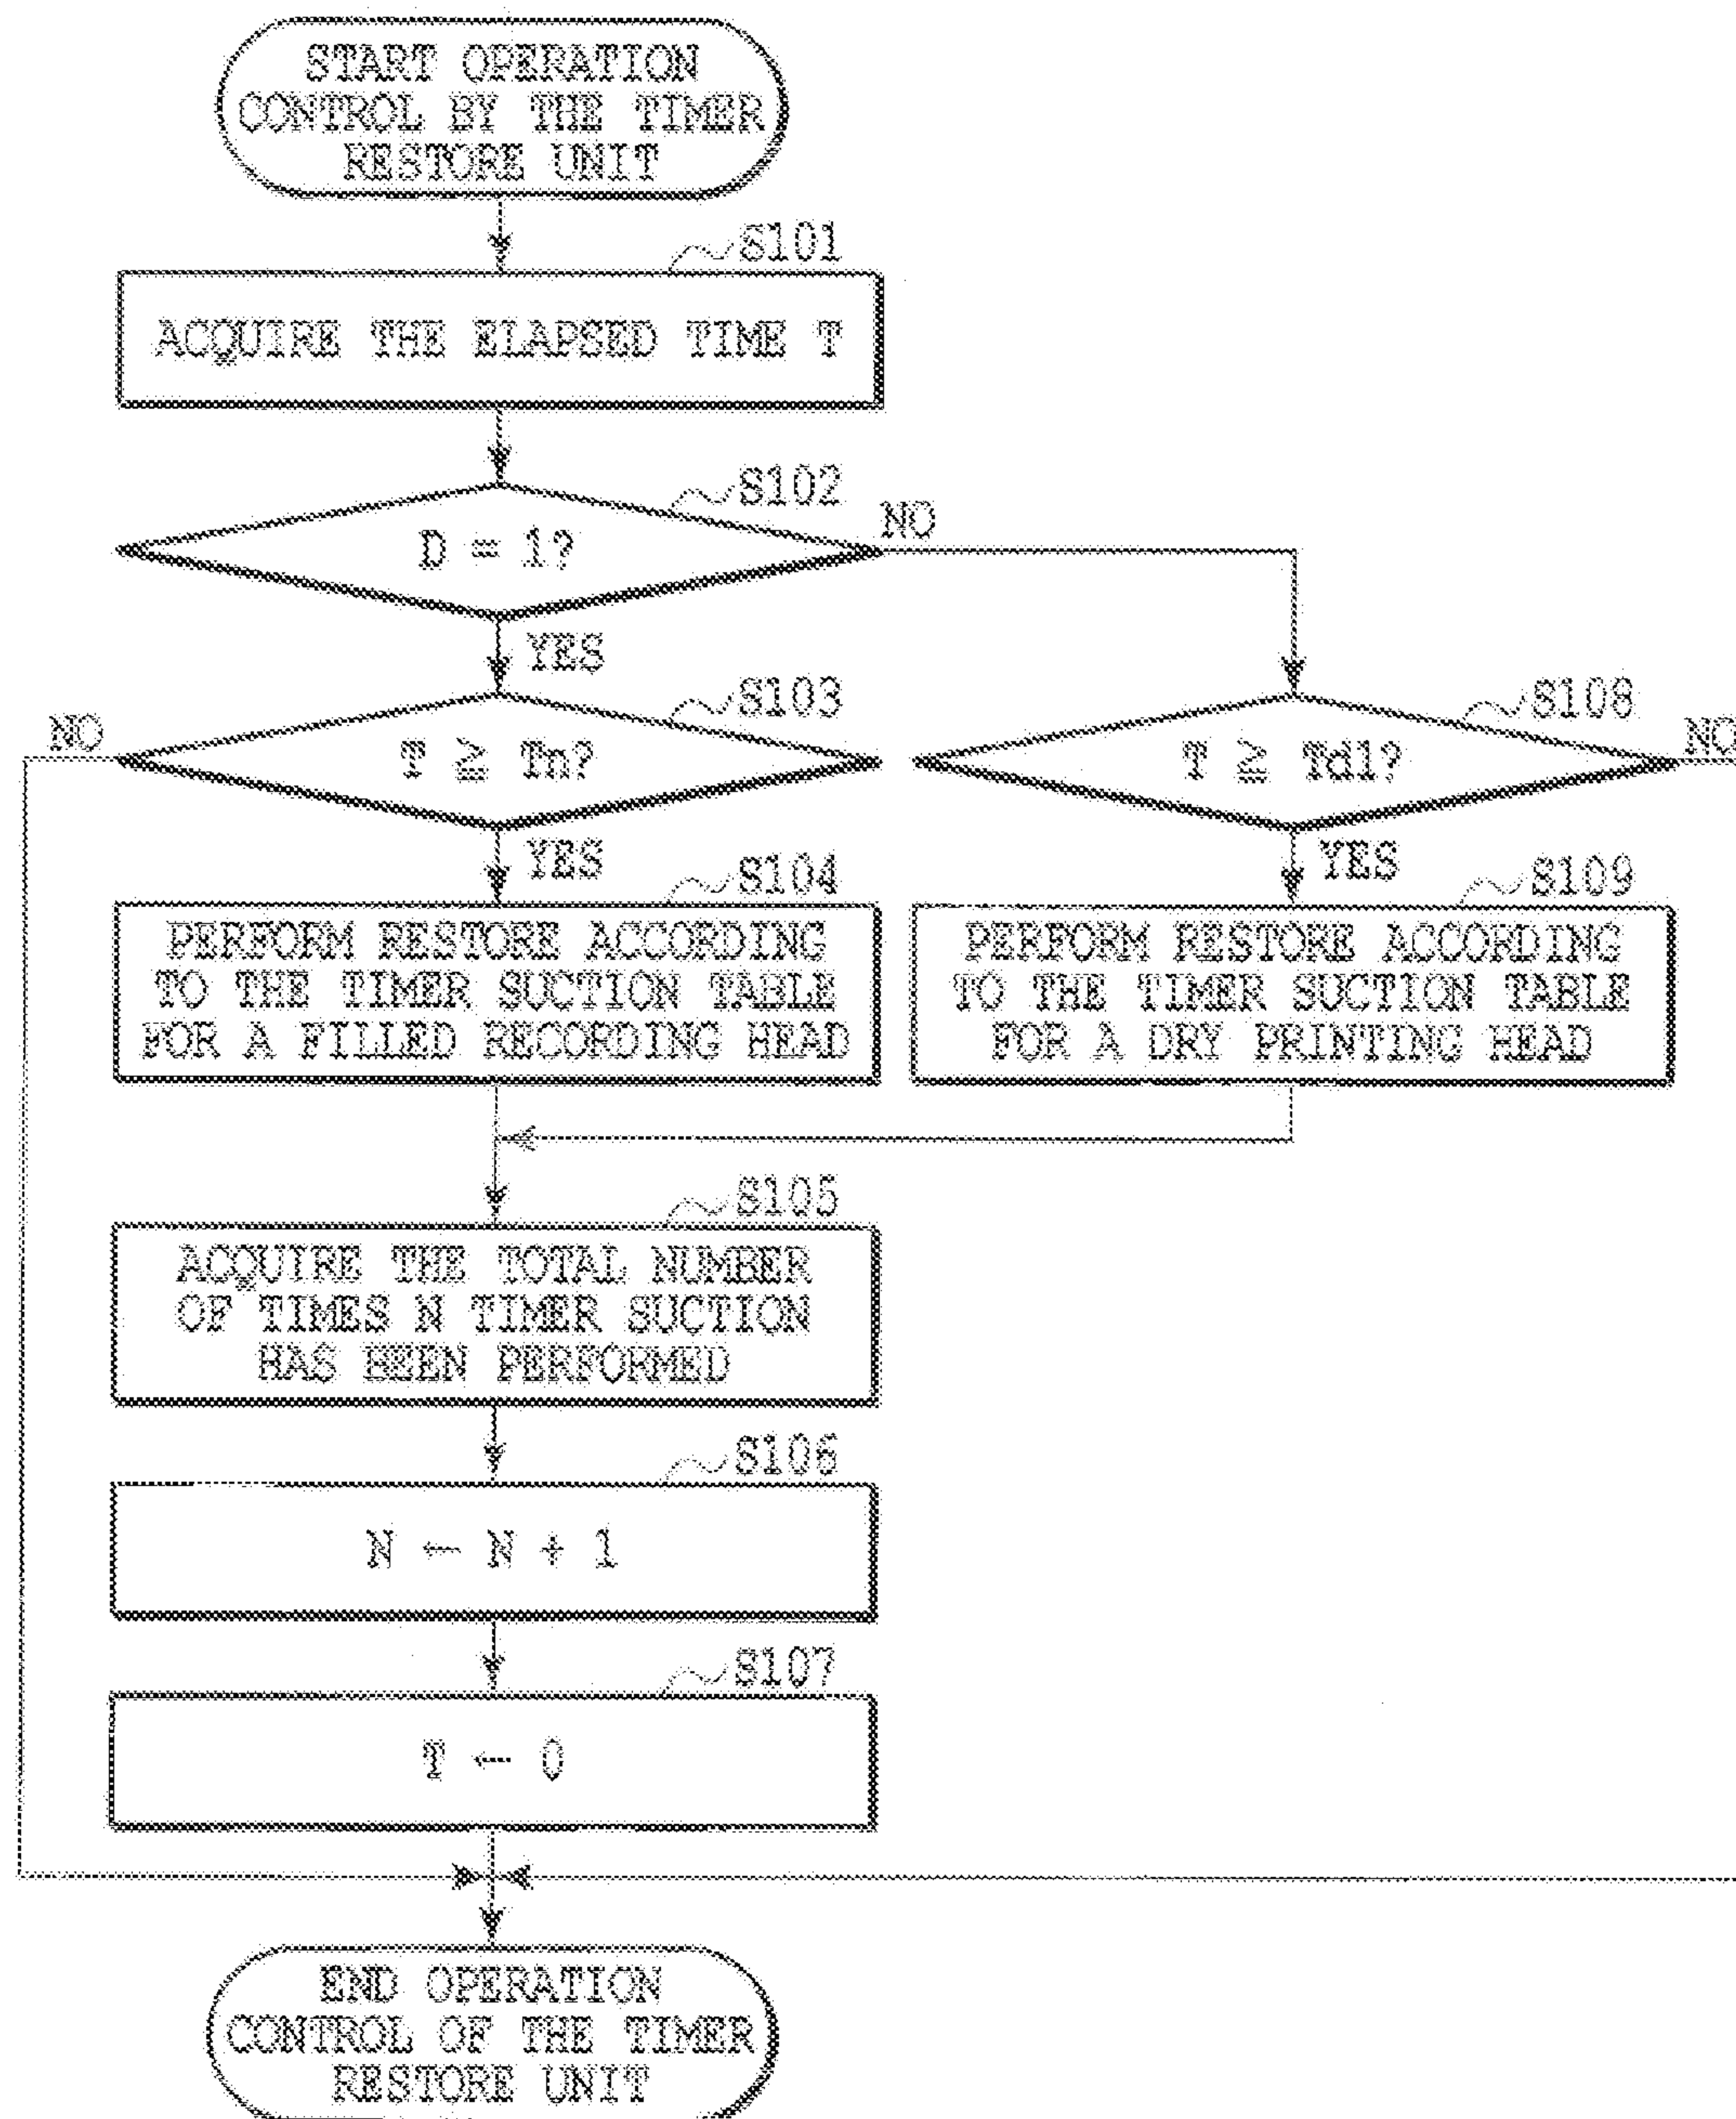 START OPERATION
CONTROL BY THE TIMER
RESTORE UNIT
S101
ACQUIRE THE ELAPSED TIME T
S102
D = 1?
NO
YES
S103
NO
T ≧ Tn?
YES
S108
T ≧ Td1?
NO
YES
S104
PERFORM RESTORE ACCORDING
TO THE TIMER SUCTION TABLE
FOR A FILLED RECORDING HEAD
S109
PERFORM RESTORE ACCORDING
TO THE TIMER SUCTION TABLE
FOR A DRY PRINTING HEAD
S105
ACQUIRE THE TOTAL NUMBER
OF TIMES N TIMER SUCTION
HAS BEEN PERFORMED
S106
N ← N + 1
S107
T ← 0
END OPERATION
CONTROL OF THE TIMER
RESTORE UNIT